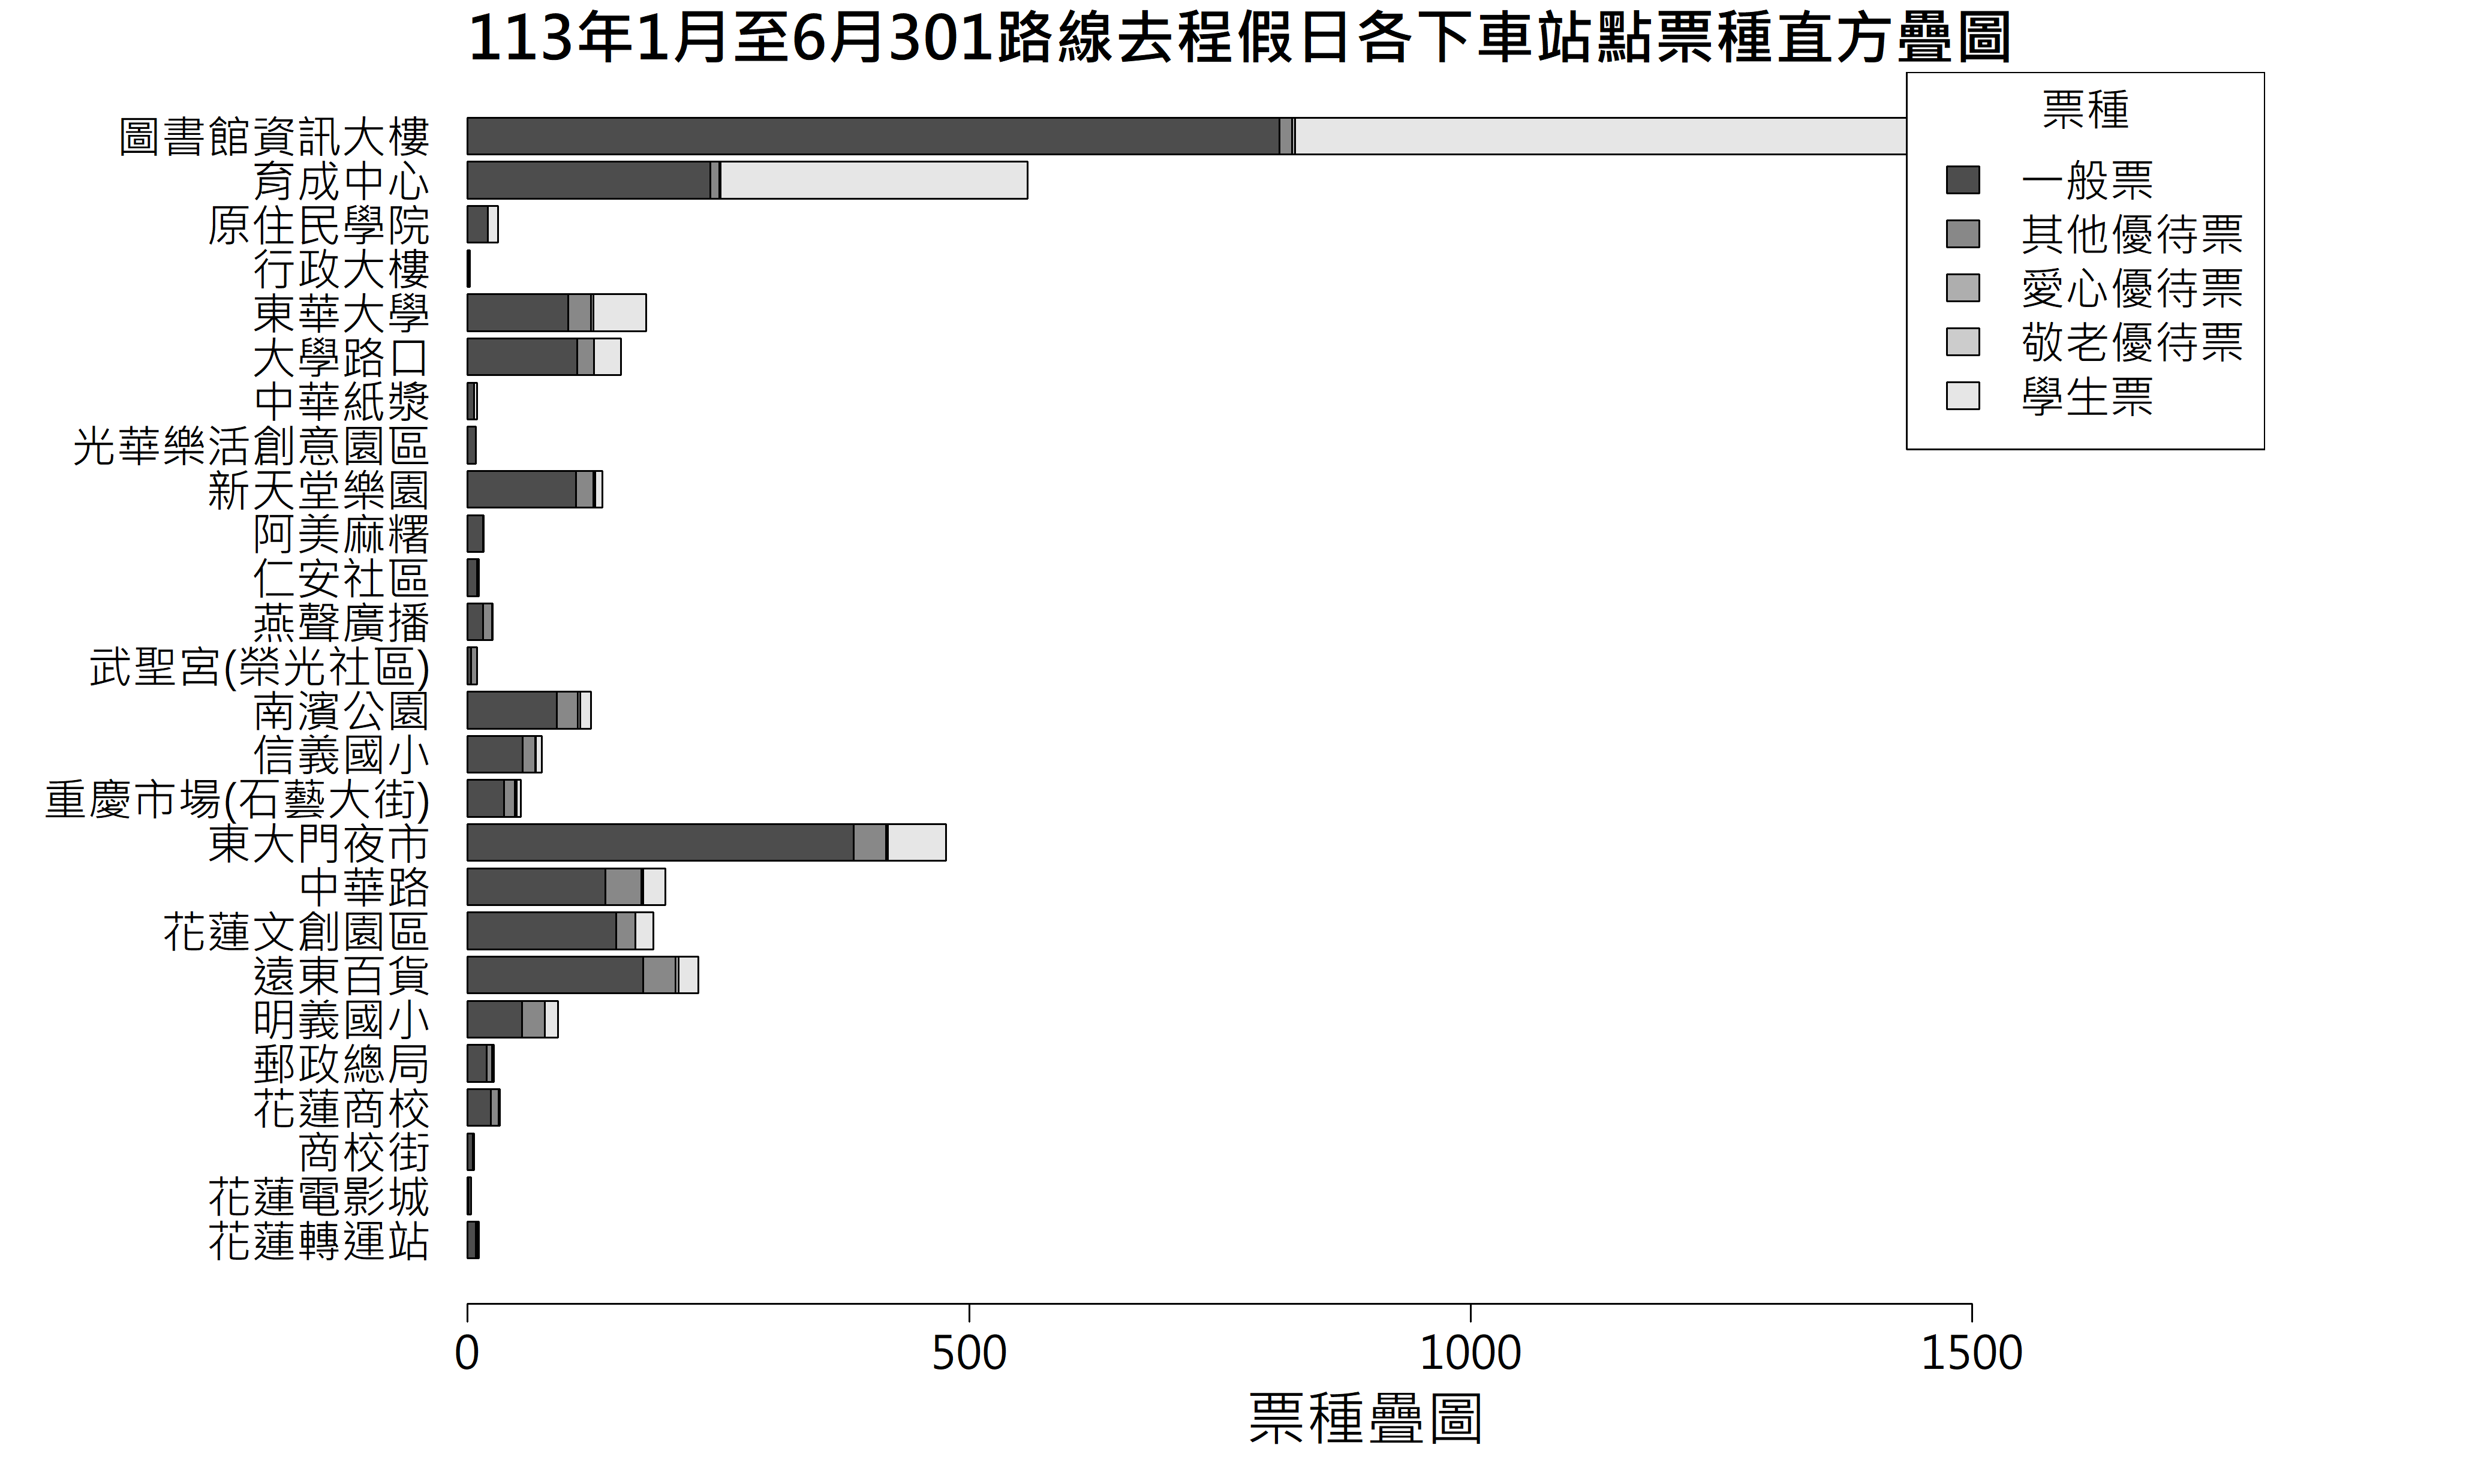 113年1月至6月301路線去程假日各下車站點票種直方疊圖
票種
一般票
其他優待票
愛心優待票
敬老優待票
學生票
圖書館資訊大樓
育成中心
原住民學院
行政大樓
東華大學
大學路口
中華紙漿
光華樂活創意園區
新天堂樂園
阿美麻糬
仁安社區
燕聲廣播
武聖宮(榮光社區)
南濱公園
信義國小
重慶市場(石藝大街)
東大門夜市
中華路
花蓮文創園區
遠東百貨
明義國小
郵政總局
花蓮商校
商校街
花蓮電影城
花蓮轉運站
0 500 1000 1500
票種疊圖